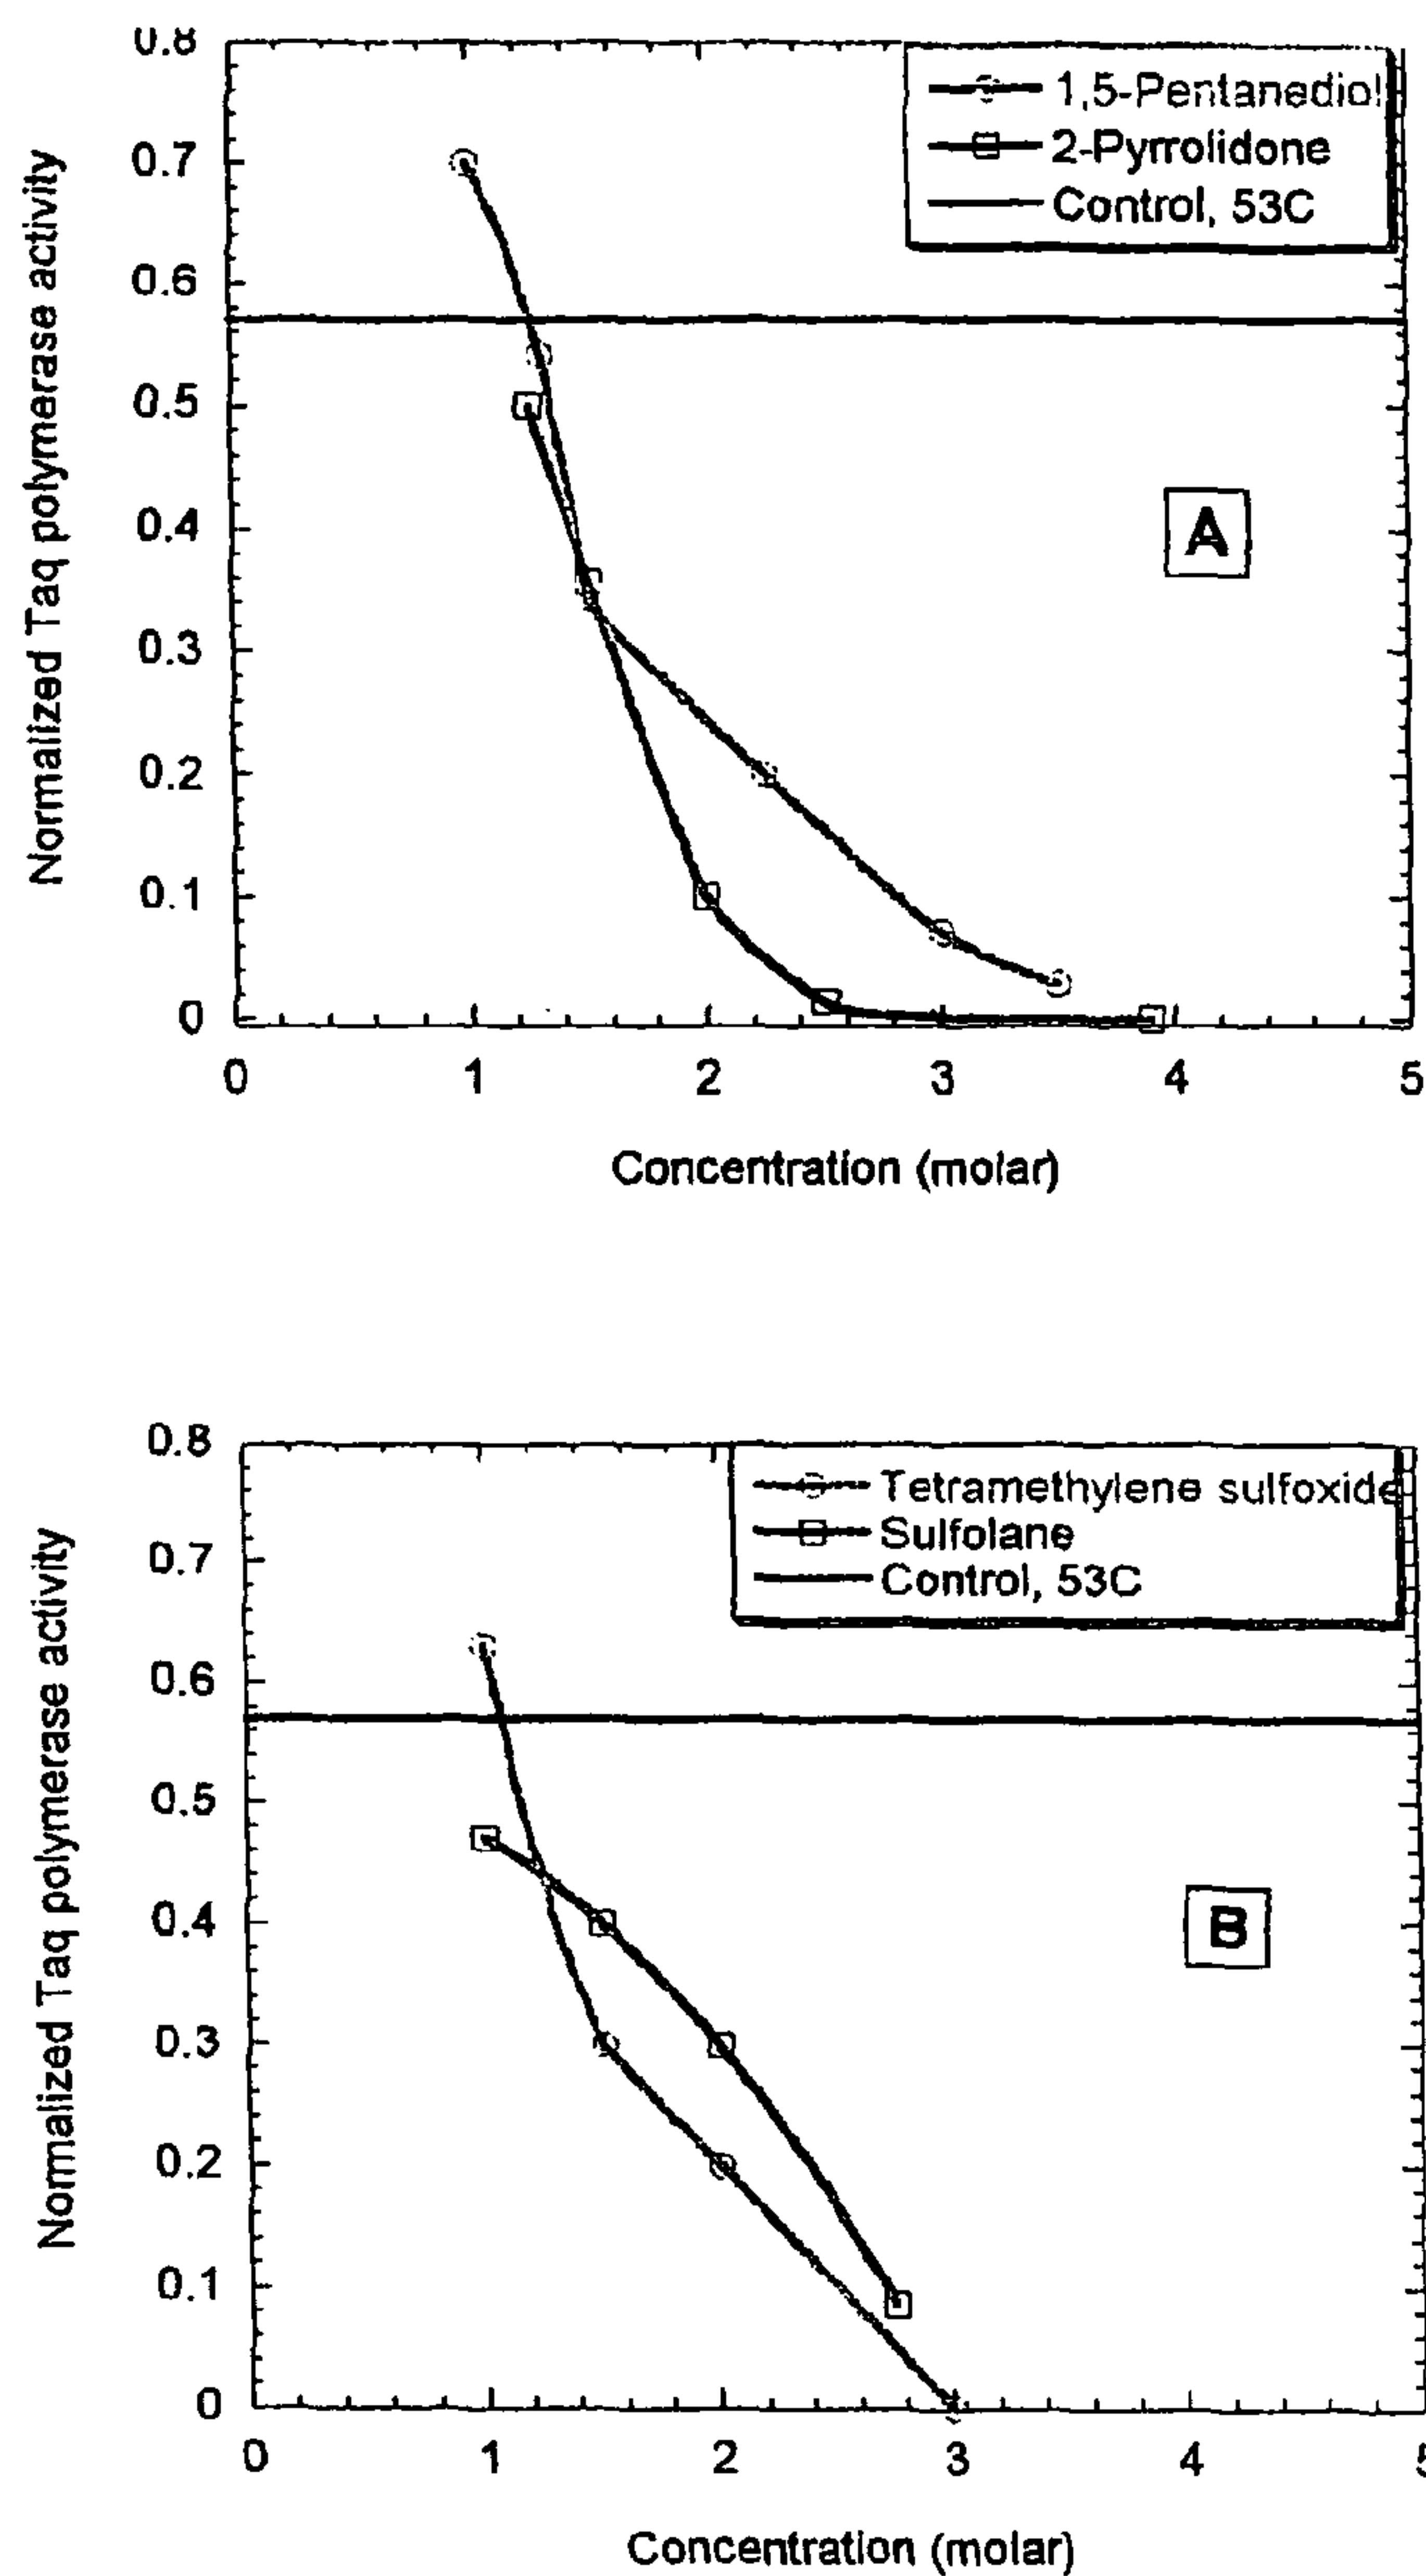 0.8
0.7
0.6
0.5
0.4
0.3
0.2
0.1
0
Normalized Taq polymerase activity
1,5-Pentanediol
2-Pyrrolidone
Control, 53C
A
0 1 2 3 4 5
Concentration (molar)
0.8
0.7
0.6
0.5
0.4
0.3
0.2
0.1
0
Normalized Taq polymerase activity
Tetramethylene sulfoxide
Sulfolane
Control, 53C
B
0 1 2 3 4 5
Concentration (molar)